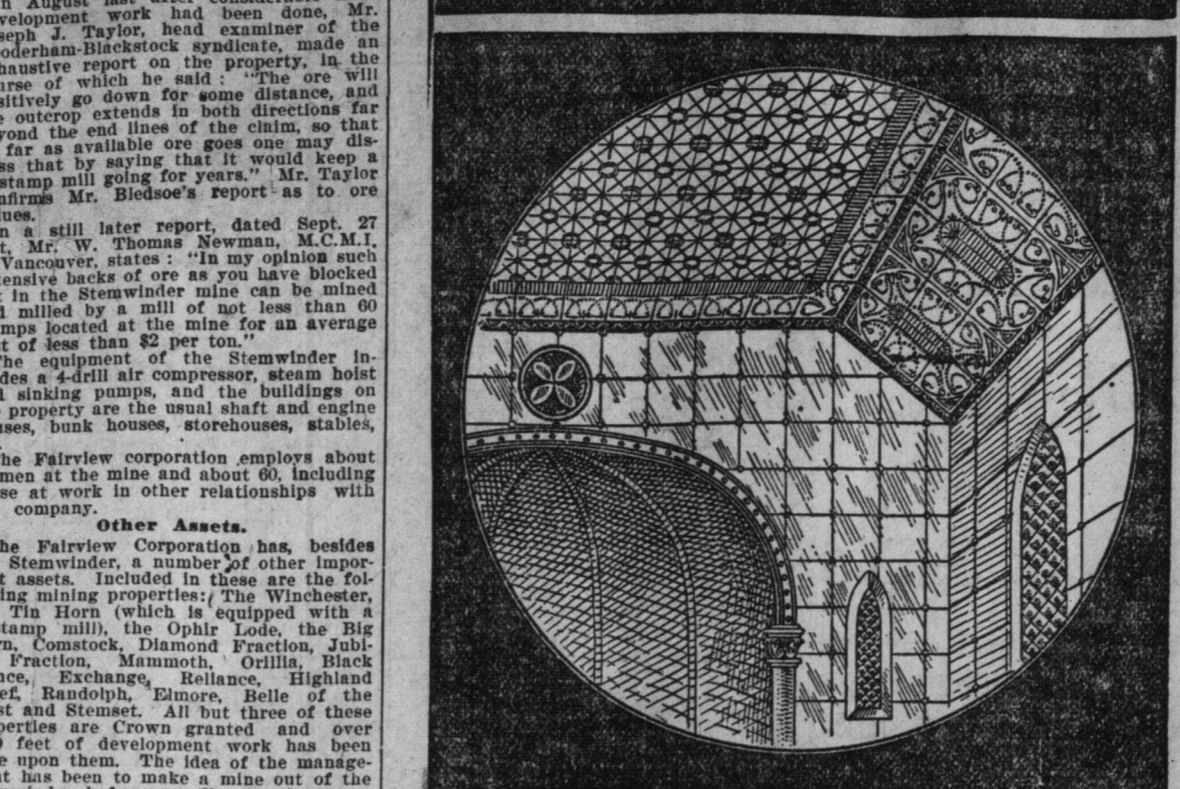 n August last after considerable
velopment work had been done, Mr.
seph J. Taylor, head examiner of the
oderham-Blackstock syndicate, made an
haustive report on the property, in the
urse of which he said : "The ore will
sitively go down for some distance, and
e outcrop extends in both directions far
yond the end lines of the claim, so that
far as available ore goes one may dis-
ss that by saying that it would keep a
stamp mill going for years." Mr. Taylor
nfirms Mr. Bledsoe's report as to ore
lues.
n a still later report, dated Sept. 27
t, Mr. W. Thomas Newman, M.C.M.I.
Vancouver, states : "In my opinion such
tensive backs of ore as you have blocked
t in the Stemwinder mine can be mined
d milled by a mill of not less than 60
mps located at the mine for an average
t of less than $2 per ton."
The equipment of the Stemwinder in-
des a 4-drill air compressor, steam hoist
d sinking pumps, and the buildings on
property are the usual shaft and engine
uses, bunk houses, storehouses, stables,
he Fairview corporation employs about
men at the mine and about 60, including
se at work in other relationships with
company.
Other Assets.
he Fairview Corporation has, besides
Stemwinder, a number of other impor-
t assets. Included in these are the fol-
ing mining properties: The Winchester,
Tin Horn (which is equipped with a
stamp mill), the Ophir Lode, the Big
rn, Comstock, Diamond Fraction, Jubi-
Fraction, Mammoth, Orillia, Black
nce, Exchange, Reliance, Highland
ef, Randolph, Elmore, Belle of the
st and Stemset. All but three of these
perties are Crown granted and over
0 feet of development work has been
e upon them. The idea of the manage-
nt has been to make a mine out of the